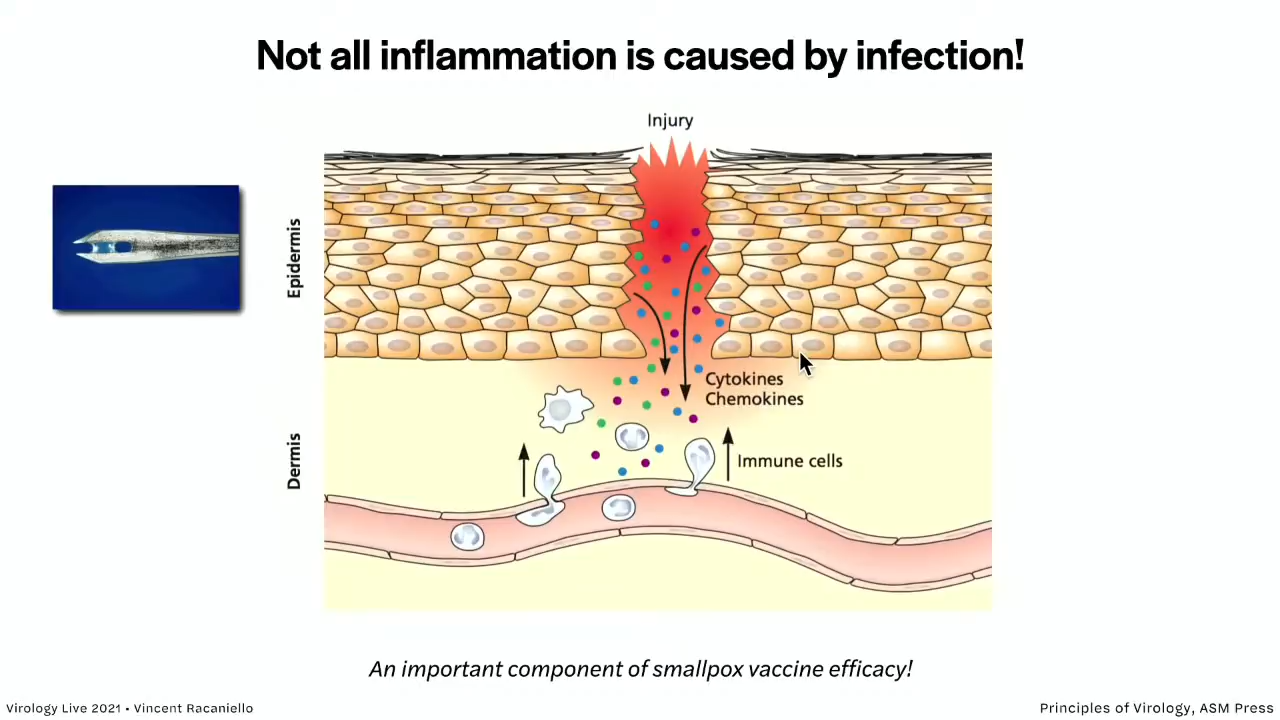 Not all inflammation is caused by infection!
Injury
Epidermis
Cytokines
Chemokines
Dermis
Immune cells
An important component of smallpox vaccine efficacy!
Virology Live 2021 • Vincent Racaniello
Principles of Virology, ASM Press